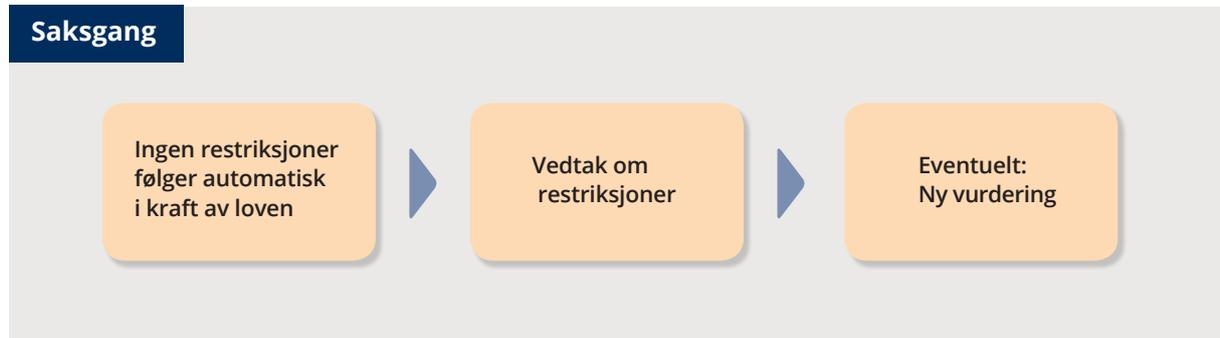 Saksgang
Ingen restriksjoner
følger automatisk
i kraft av loven
Vedtak om
restriksjoner
Eventuelt:
Ny vurdering